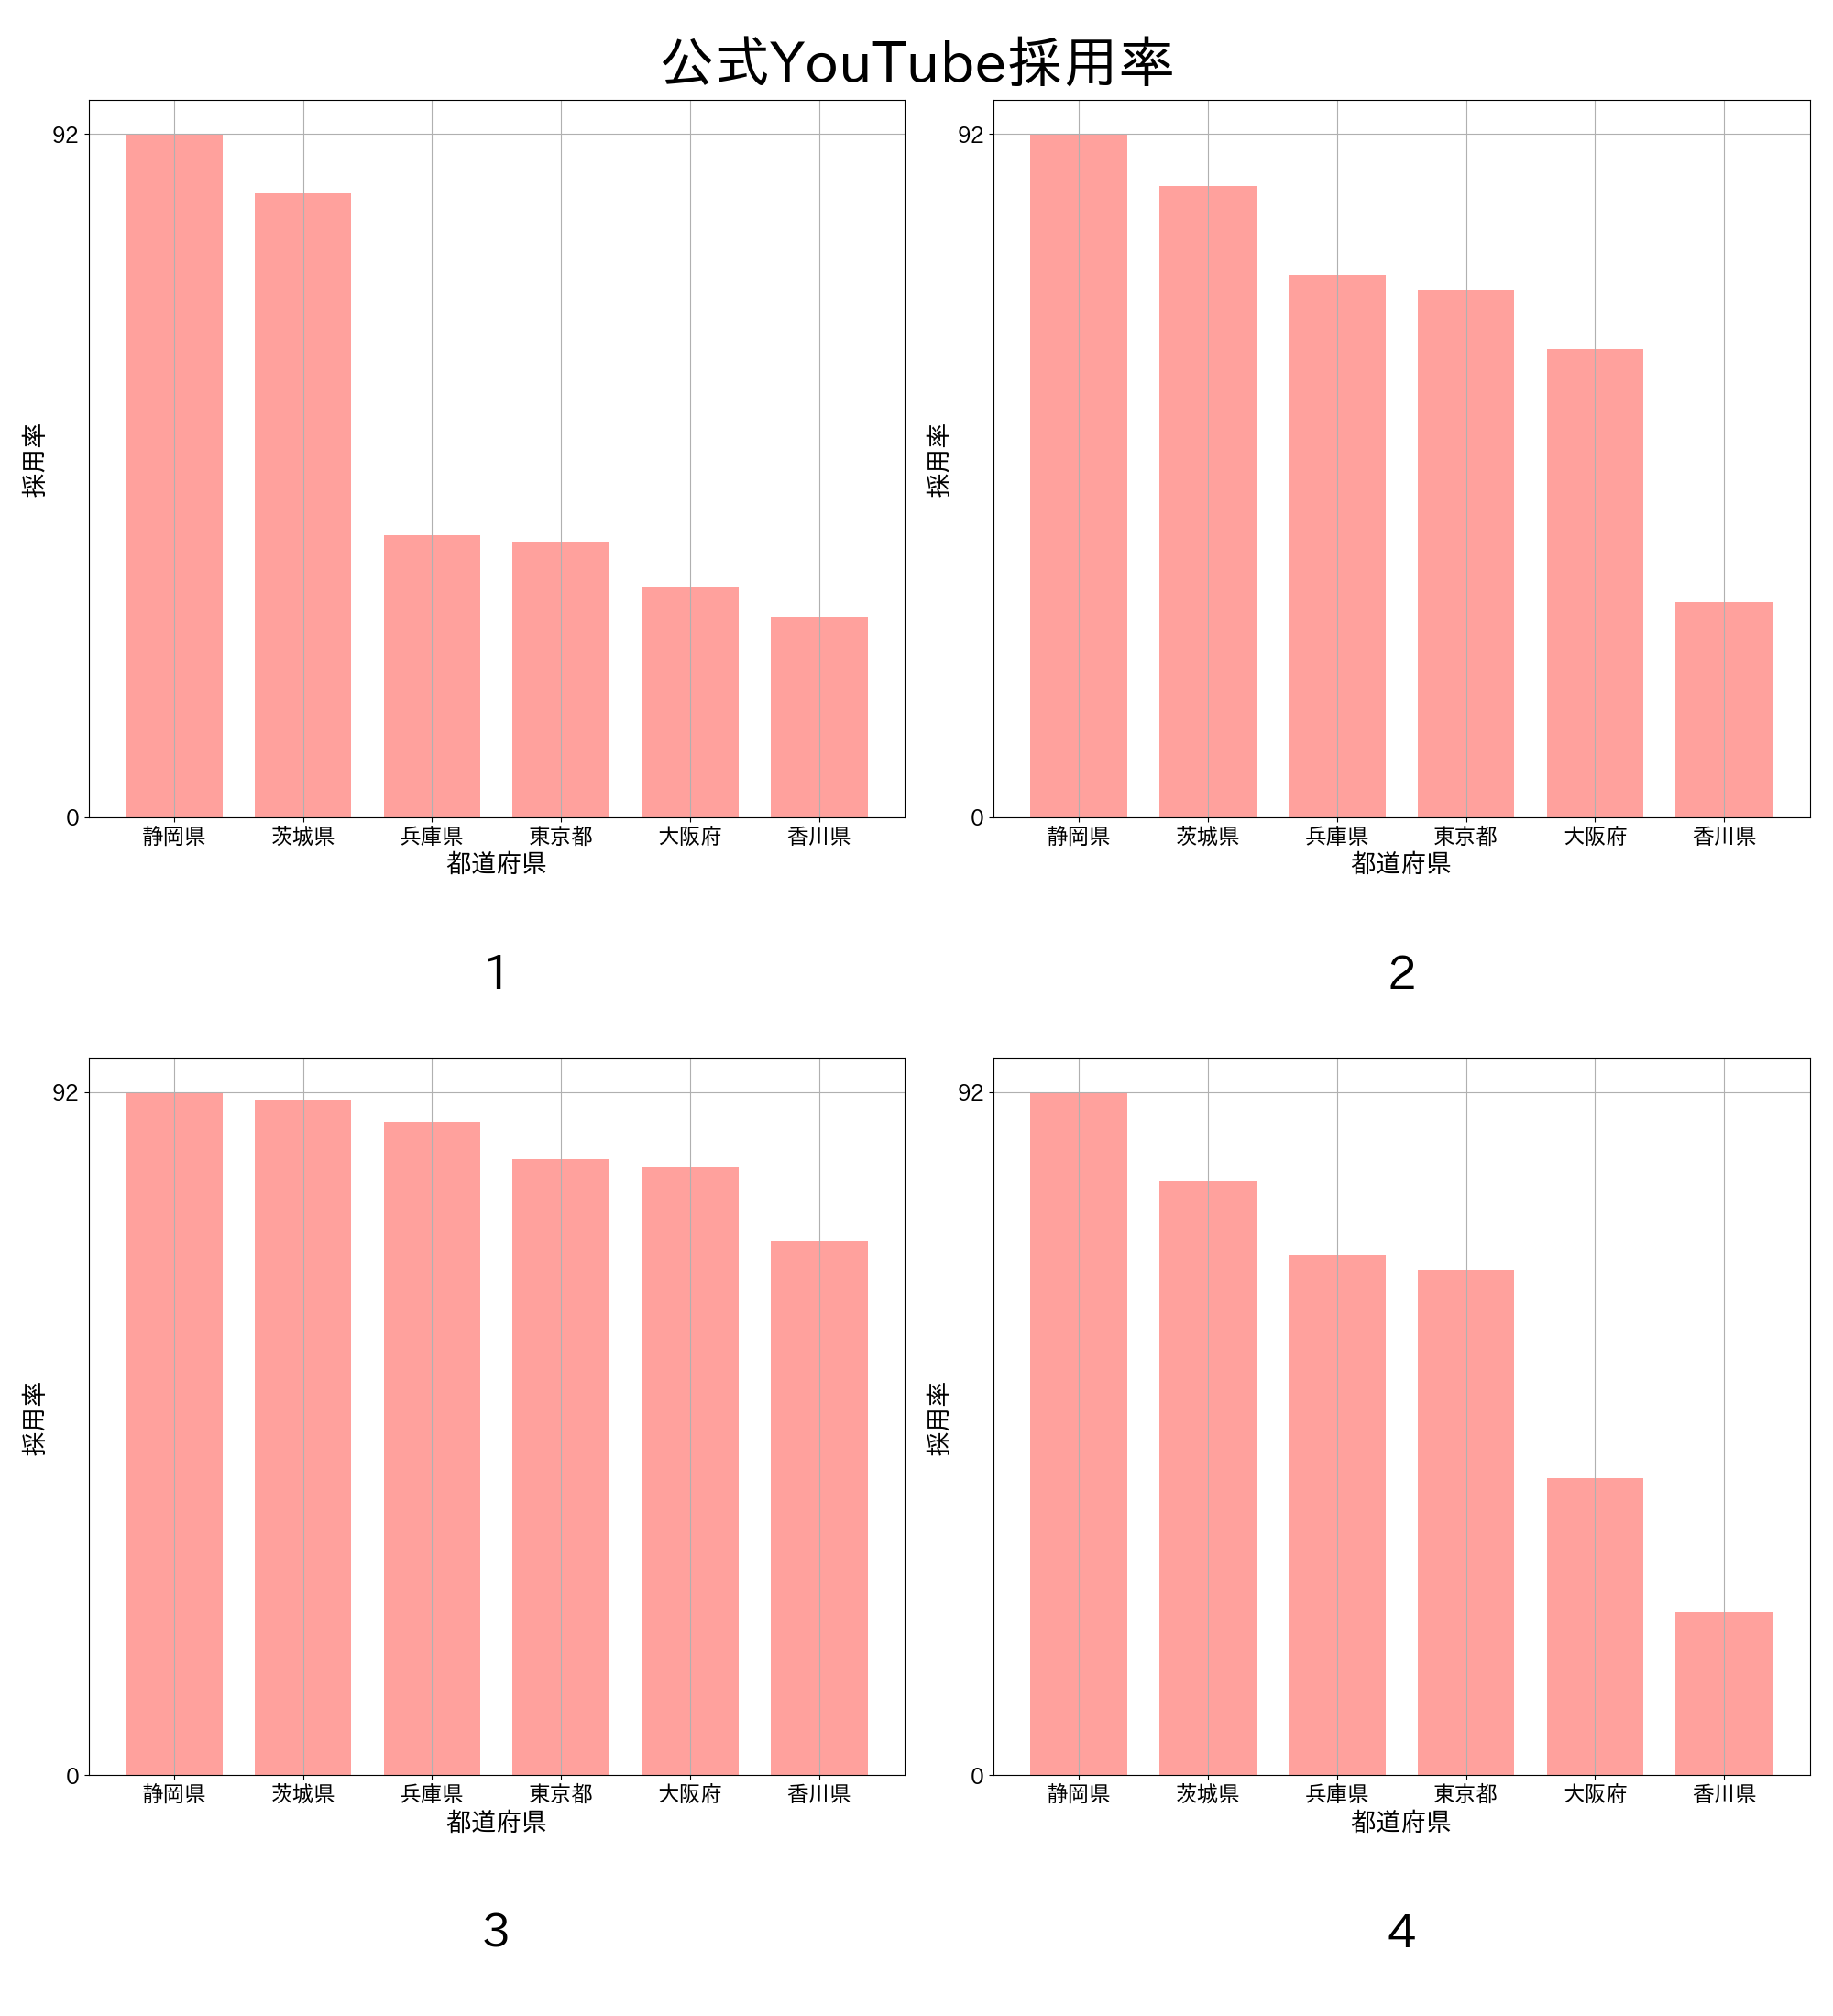 公式YouTube採用率
92
0
採用率
静岡県 茨城県 兵庫県 東京都 大阪府 香川県
都道府県
1
92
0
採用率
静岡県 茨城県 兵庫県 東京都 大阪府 香川県
都道府県
2
92
0
採用率
静岡県 茨城県 兵庫県 東京都 大阪府 香川県
都道府県
3
92
0
採用率
静岡県 茨城県 兵庫県 東京都 大阪府 香川県
都道府県
4